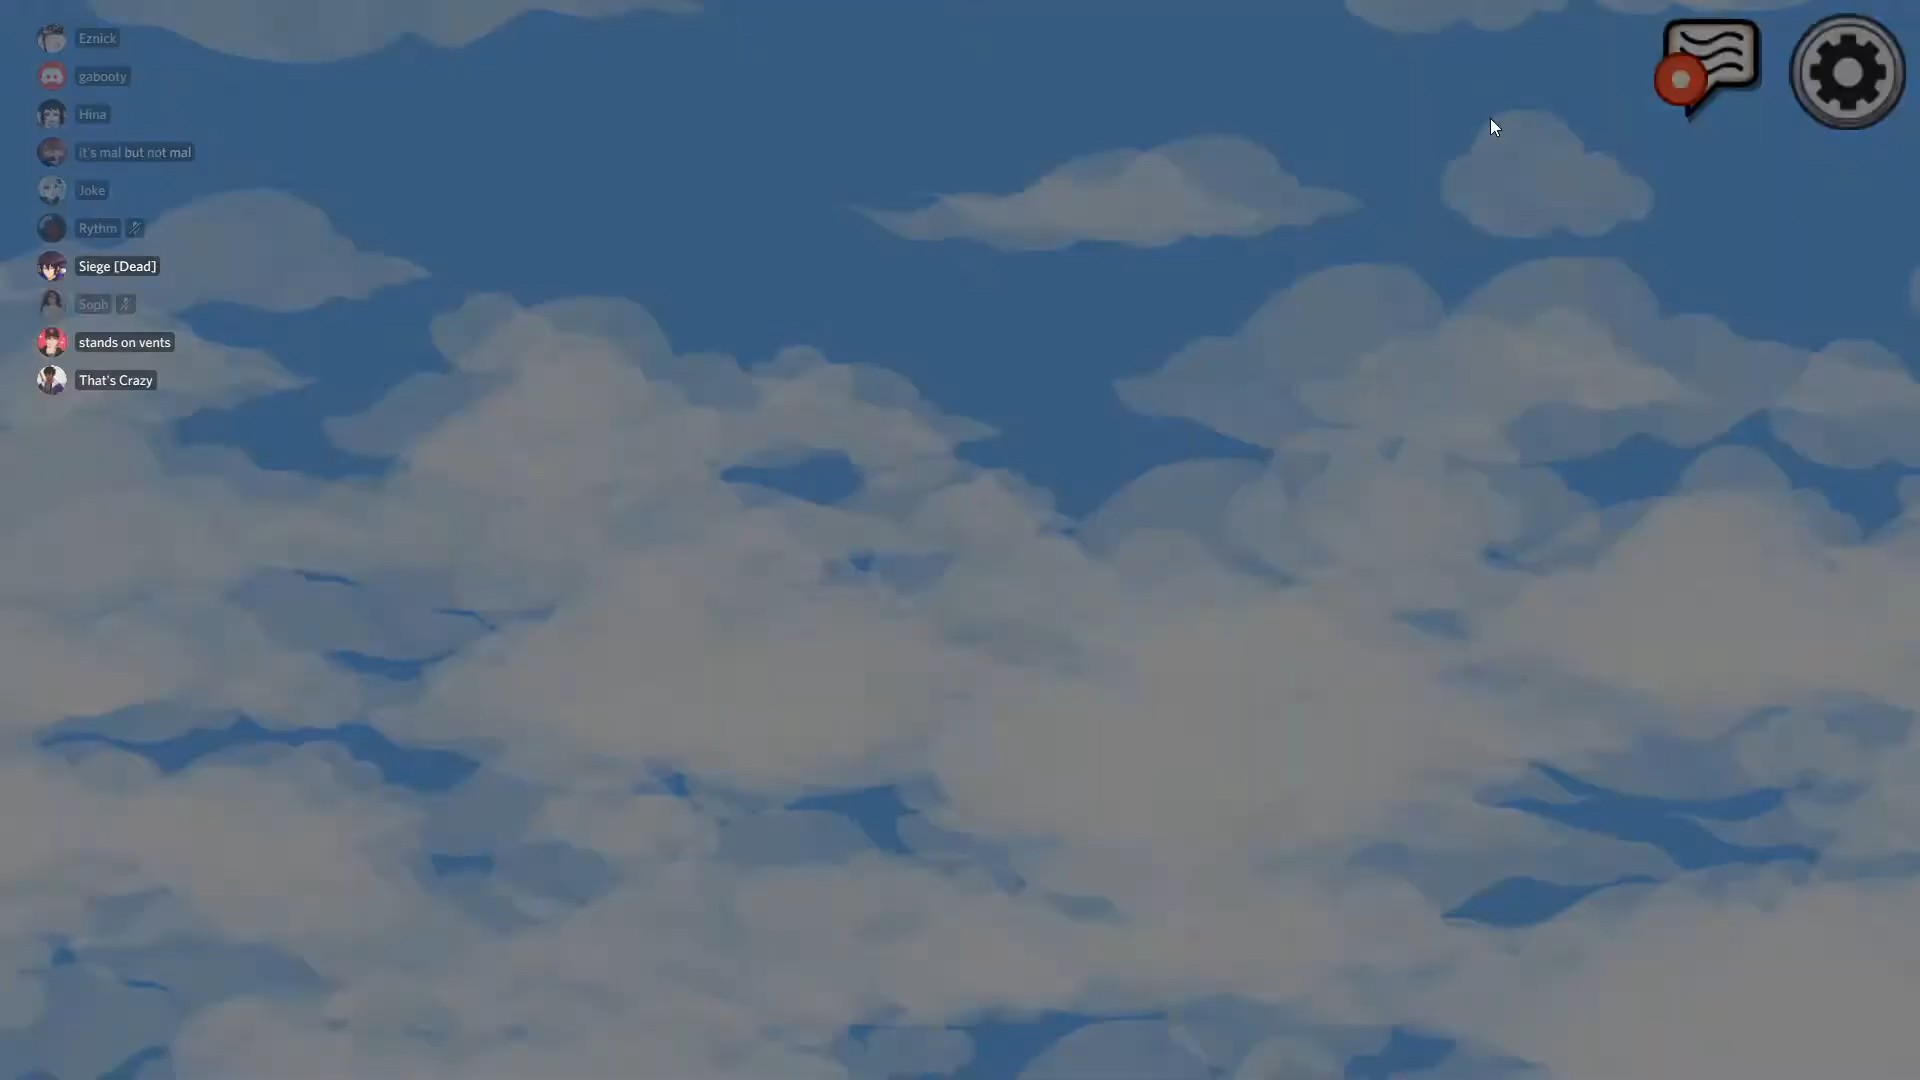 Eznick
gabooty
Hina
it's mal but not mal
Joke
Rythm
Siege [Dead]
Soph
stands on vents
That's Crazy